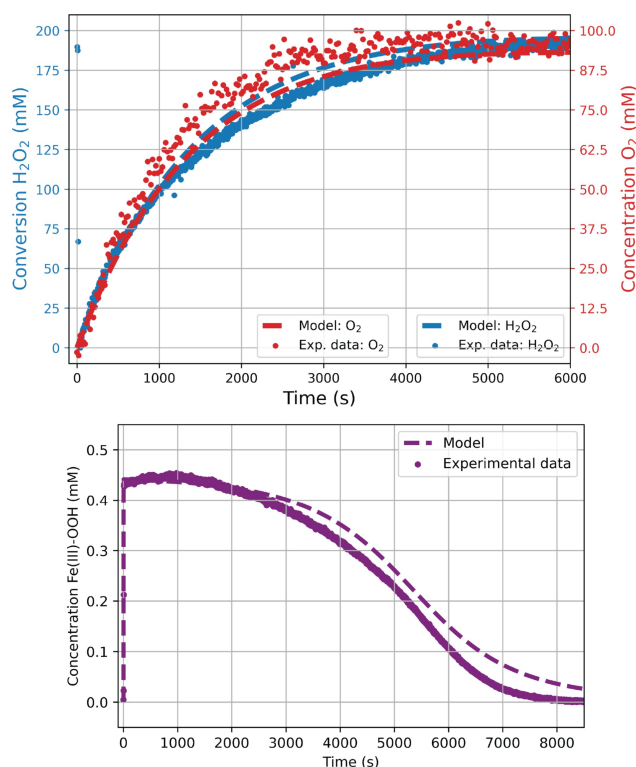 Conversion H₂O₂ (mM)
200
175
150
125
100
75
50
25
0
100.0
87.5
75.0
62.5
50.0
37.5
25.0
12.5
0.0
Concentration O₂ (mM)
Model: O₂
Exp. data: O₂
Model: H₂O₂
Exp. data: H₂O₂
0 1000 2000 3000 4000 5000 6000
Time (s)
Concentration Fe(III)-OOH (mM)
0.5
0.4
0.3
0.2
0.1
0.0
Model
Experimental data
0 1000 2000 3000 4000 5000 6000 7000 8000
Time (s)